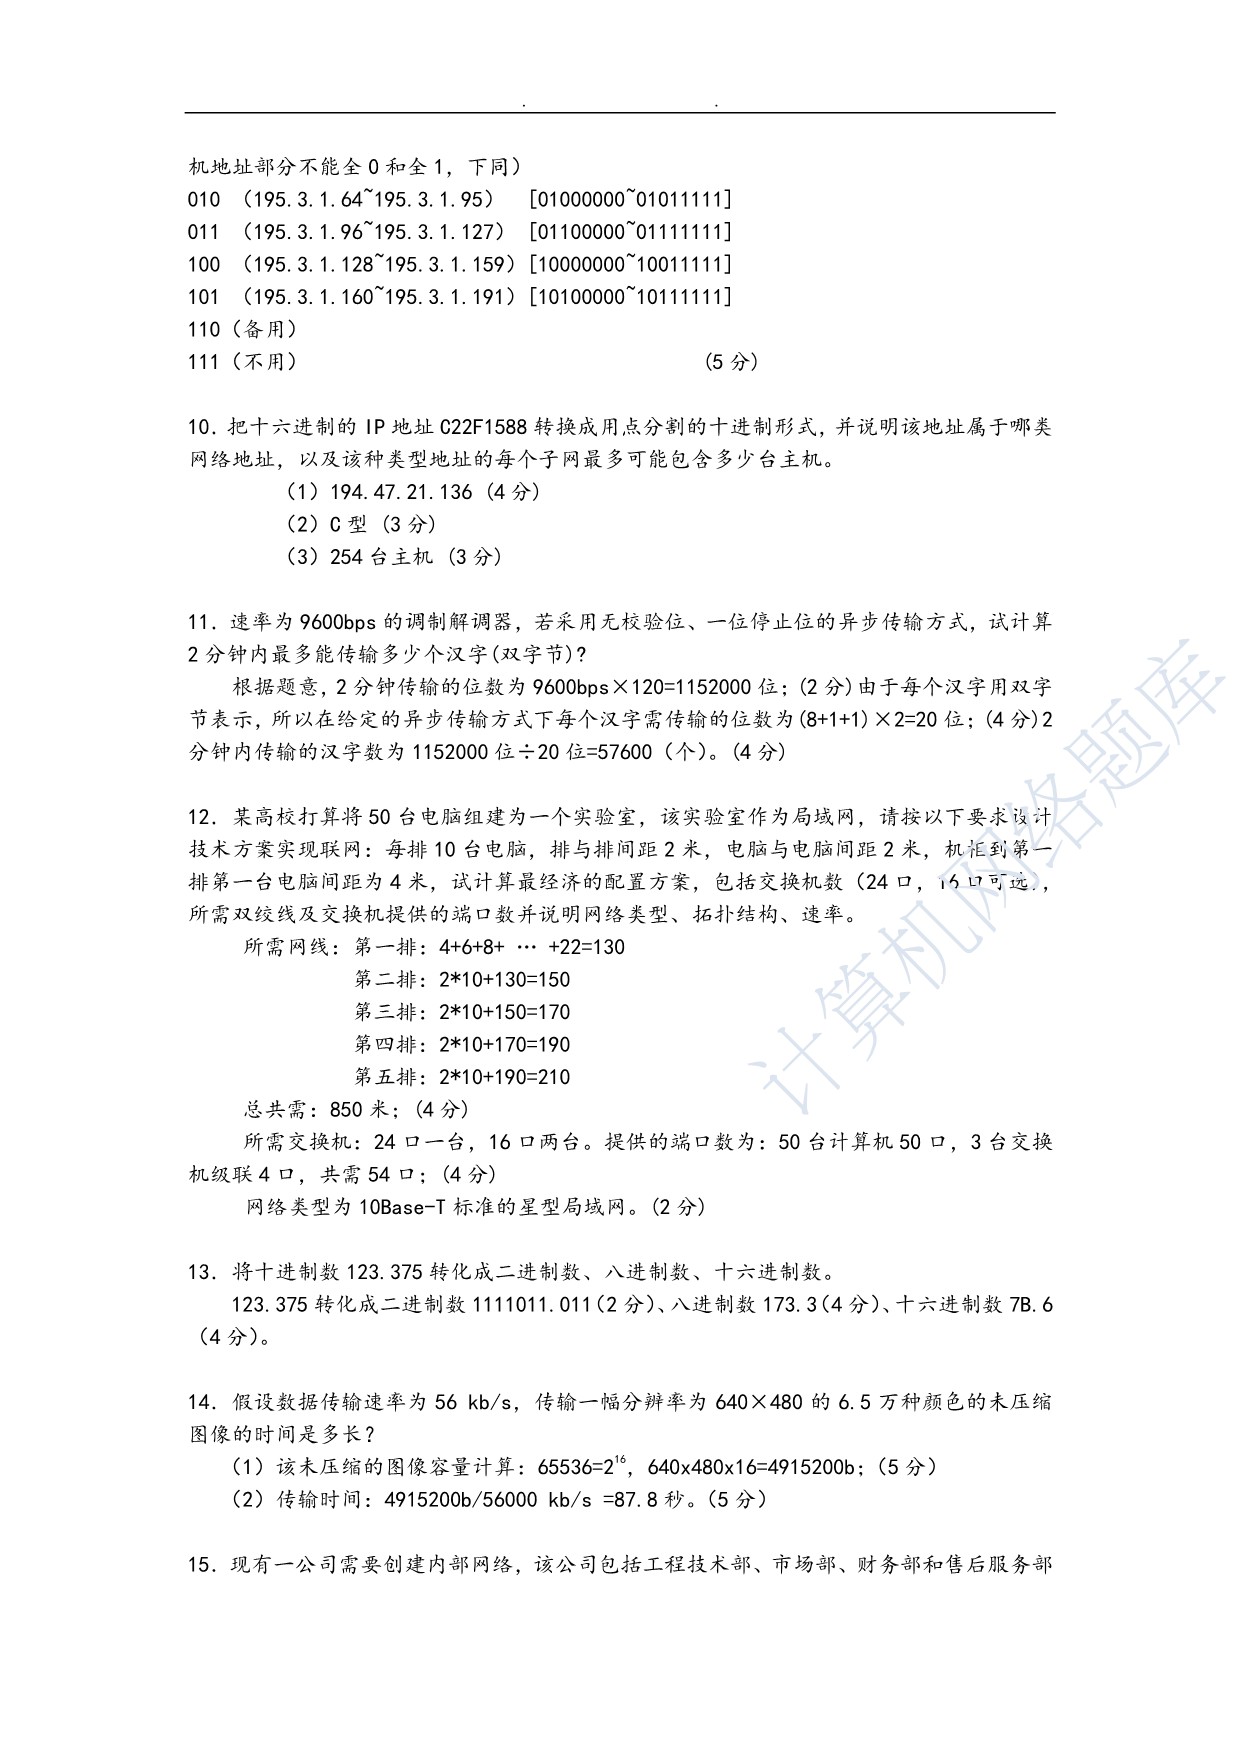 机地址部分不能全 0 和全 1，下同）
010 （195.3.1.64~195.3.1.95） [01000000~01011111]
011 （195.3.1.96~195.3.1.127） [01100000~01111111]
100 （195.3.1.128~195.3.1.159）[10000000~10011111]
101 （195.3.1.160~195.3.1.191）[10100000~10111111]
110（备用）
111（不用） (5 分)
10．把十六进制的 IP 地址 C22F1588 转换成用点分割的十进制形式，并说明该地址属于哪类
网络地址，以及该种类型地址的每个子网最多可能包含多少台主机。
（1）194.47.21.136 (4 分)
（2）C 型 (3 分)
（3）254 台主机 (3 分)
11．速率为 9600bps 的调制解调器，若采用无校验位、一位停止位的异步传输方式，试计算
2 分钟内最多能传输多少个汉字(双字节)?
根据题意，2 分钟传输的位数为 9600bps×120=1152000 位；(2 分)由于每个汉字用双字
节表示，所以在给定的异步传输方式下每个汉字需传输的位数为(8+1+1)×2=20 位；(4 分)2
分钟内传输的汉字数为 1152000 位÷20 位=57600（个）。(4 分)
12．某高校打算将 50 台电脑组建为一个实验室，该实验室作为局域网，请按以下要求设计
技术方案实现联网：每排 10 台电脑，排与排间距 2 米，电脑与电脑间距 2 米，机柜到第一
排第一台电脑间距为 4 米，试计算最经济的配置方案，包括交换机数（24 口，16 口可选），
所需双绞线及交换机提供的端口数并说明网络类型、拓扑结构、速率。
所需网线：第一排：4+6+8+ … +22=130
第二排：2*10+130=150
第三排：2*10+150=170
第四排：2*10+170=190
第五排：2*10+190=210
总共需：850 米；(4 分)
所需交换机：24 口一台，16 口两台。提供的端口数为：50 台计算机 50 口，3 台交换
机级联 4 口，共需 54 口；(4 分)
网络类型为 10Base-T 标准的星型局域网。(2 分)
13．将十进制数 123.375 转化成二进制数、八进制数、十六进制数。
123.375 转化成二进制数 1111011.011（2 分）、八进制数 173.3（4 分）、十六进制数 7B.6
（4 分）。
14．假设数据传输速率为 56 kb/s，传输一幅分辨率为 640×480 的 6.5 万种颜色的未压缩
图像的时间是多长?
（1）该未压缩的图像容量计算：65536=2¹⁶，640x480x16=4915200b；（5 分）
（2）传输时间：4915200b/56000 kb/s =87.8 秒。（5 分）
15．现有一公司需要创建内部网络，该公司包括工程技术部、市场部、财务部和售后服务部
计算机网络题库